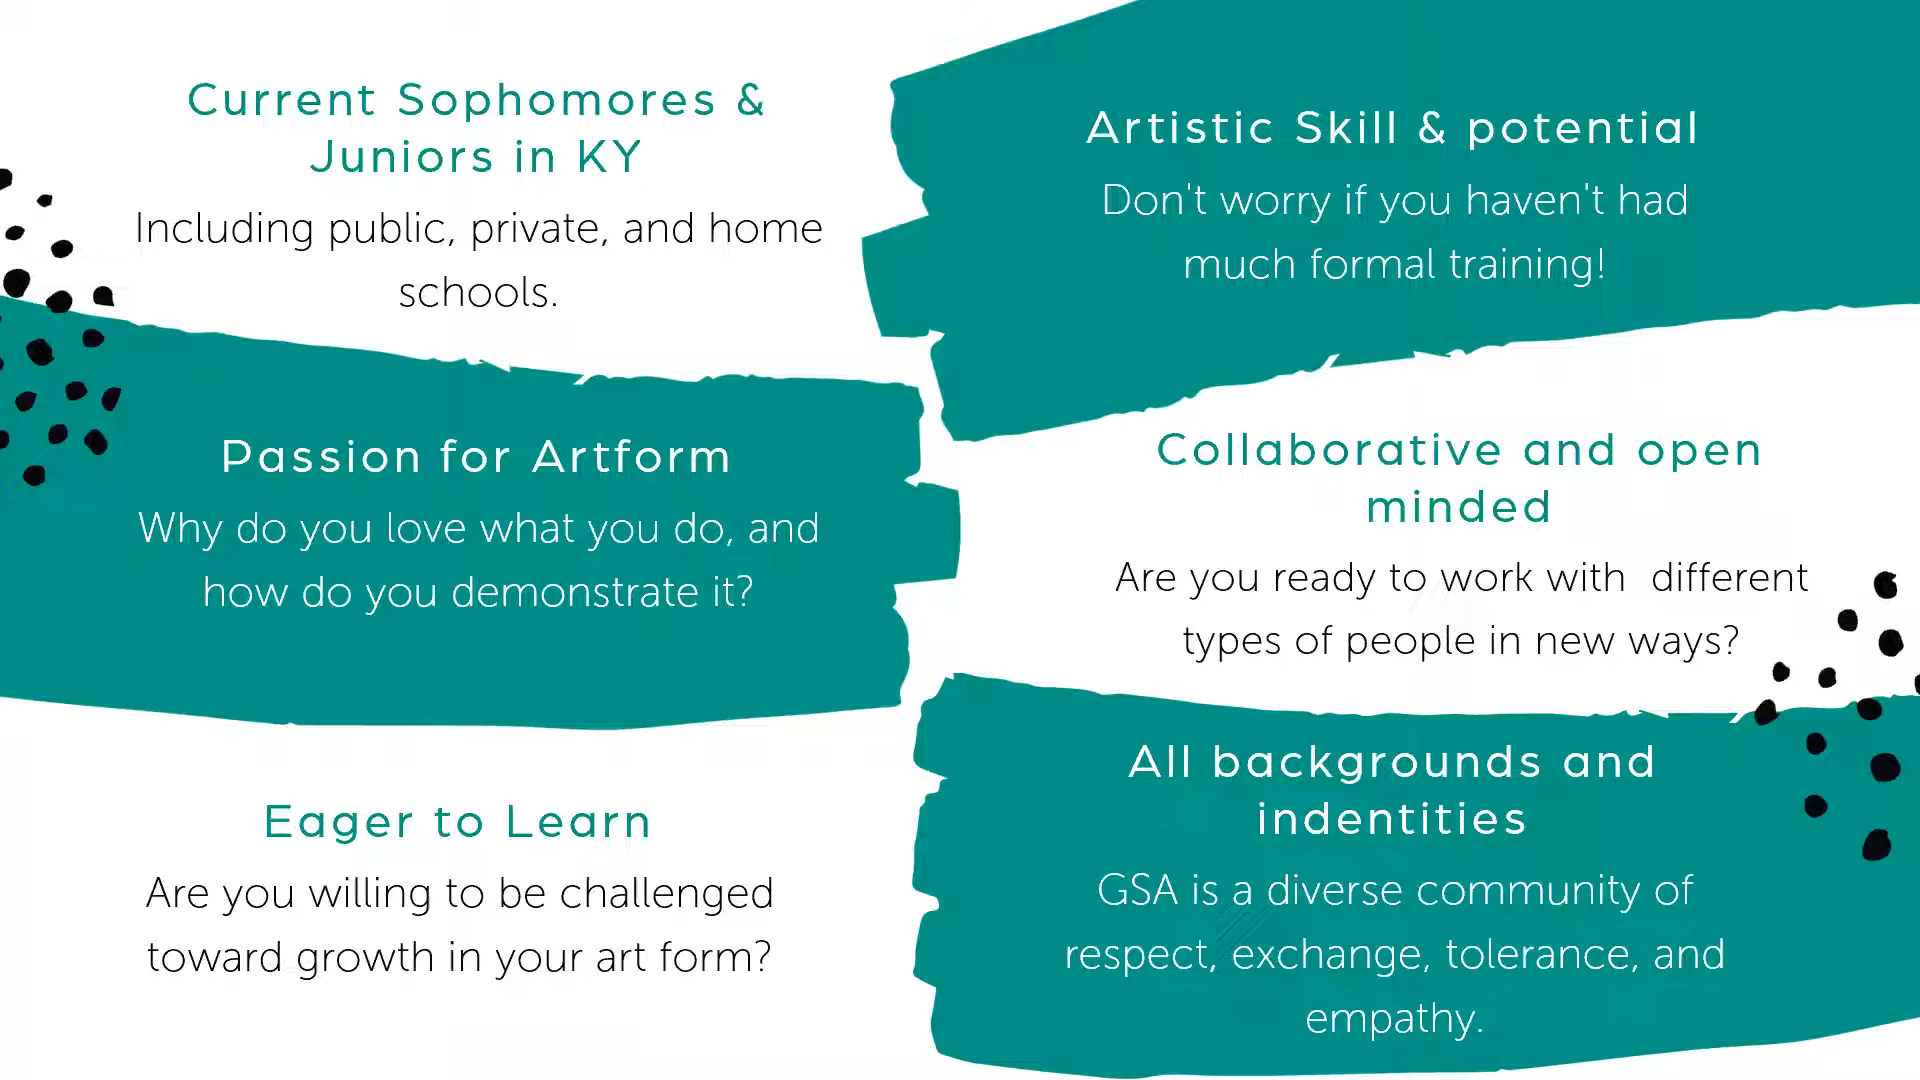 Current Sophomores &
Juniors in KY
Including public, private, and home
schools.
Artistic Skill & potential
Don't worry if you haven't had
much formal training!
Passion for Artform
Why do you love what you do, and
how do you demonstrate it?
Collaborative and open
minded
Are you ready to work with  different
types of people in new ways?
Eager to Learn
Are you willing to be challenged
toward growth in your art form?
All backgrounds and
indentities
GSA is a diverse community of
respect, exchange, tolerance, and
empathy.